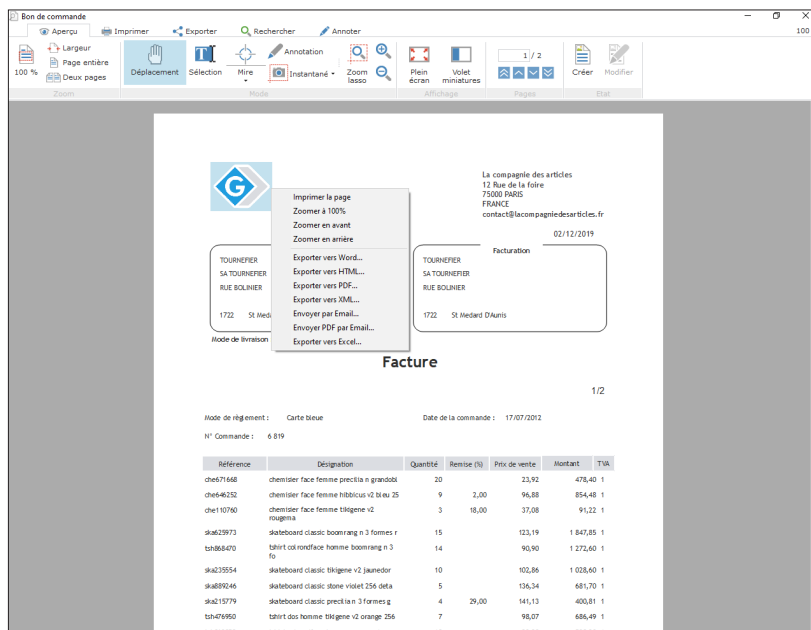 Bon de commande
Aperçu Imprimer Exporter Rechercher Annoter
100
100 %
Largeur
Page entière
Deux pages
Déplacement
Sélection
Mire
Annotation
Instantané
Zoom lasso
Plein écran
Volet miniatures
1 / 2
Créer
Modifier
Zoom Mode Affichage Pages Etat
G
La compagnie des articles
12 Rue de la foire
75000 PARIS
FRANCE
contact@lacompagniedesarticles.fr
02/12/2019
Imprimer la page
Zoomer à 100%
Zoomer en avant
Zoomer en arrière
Exporter vers Word...
Exporter vers HTML...
Exporter vers PDF...
Exporter vers XML...
Envoyer par Email...
Envoyer PDF par Email...
Exporter vers Excel...
TOURNEFIER
SA TOURNEFIER
RUE BOLINIER
1722 St Meda
Facturation
TOURNEFIER
SA TOURNEFIER
RUE BOLINIER
1722 St Medard D'Aunis
Mode de livraison
Facture
1/2
Mode de règlement : Carte bleue Date de la commande : 17/07/2012
N° Commande : 6 819
Référence Désignation Quantité Remise (%) Prix de vente Montant TVA
che671668 chemisier face femme precilia n grandobl 20 23,92 478,40 1
che646252 chemisier face femme hibbicus v2 bleu 25 9 2,00 96,88 854,48 1
che110760 chemisier face femme tikigene v2 3 18,00 37,08 91,22 1
rougema
ska625973 skateboard classic boomrang n 3 formes r 15 123,19 1 847,85 1
tsh868470 tshirt col rondface homme boomrang n 3 14 90,90 1 272,60 1
fo
ska235554 skateboard classic tikigene v2 jaunedor 10 102,86 1 028,60 1
ska889246 skateboard classic stone violet 256 deta 5 136,34 681,70 1
ska215779 skateboard classic precilia n 3 formes g 4 29,00 141,13 400,81 1
tsh476950 tshirt dos homme tikigene v2 orange 256 7 98,07 686,49 1